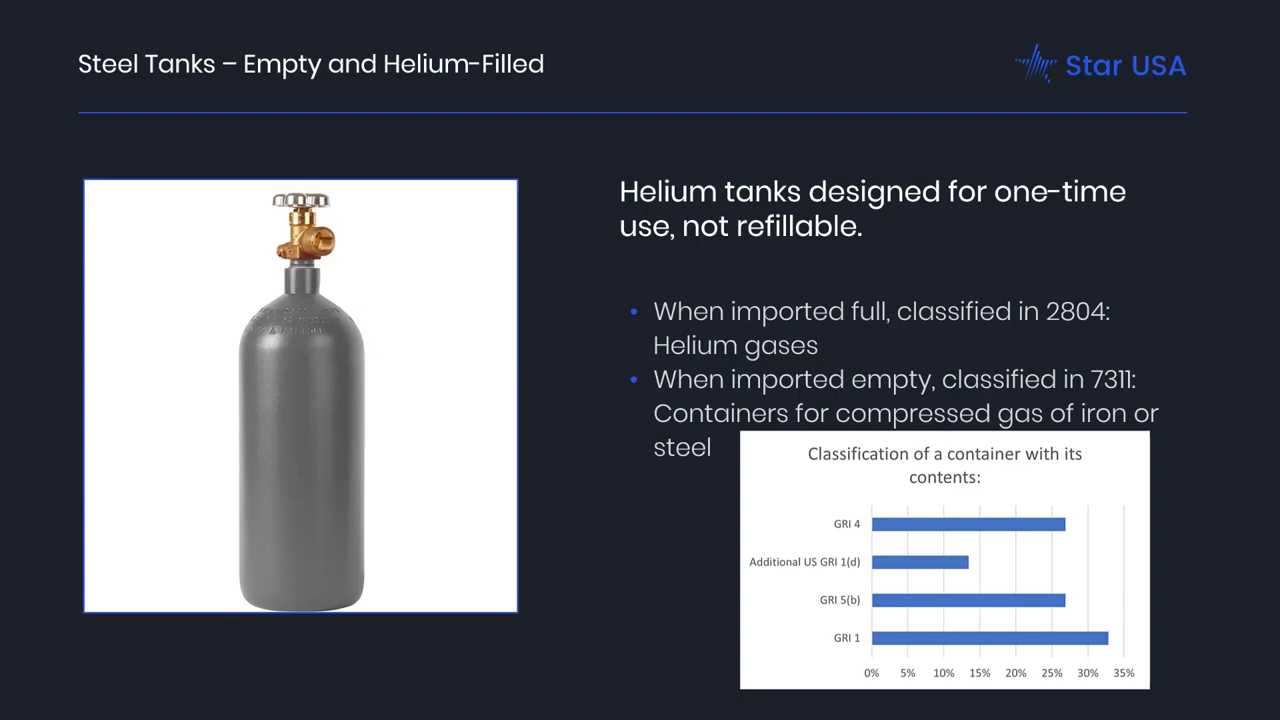 Steel Tanks – Empty and Helium-Filled
Star USA
Helium tanks designed for one-time
use, not refillable.
• When imported full, classified in 2804:
Helium gases
• When imported empty, classified in 7311:
Containers for compressed gas of iron or
steel
Classification of a container with its
contents:
GRI 4
Additional US GRI 1(d)
GRI 5(b)
GRI 1
0% 5% 10% 15% 20% 25% 30% 35%